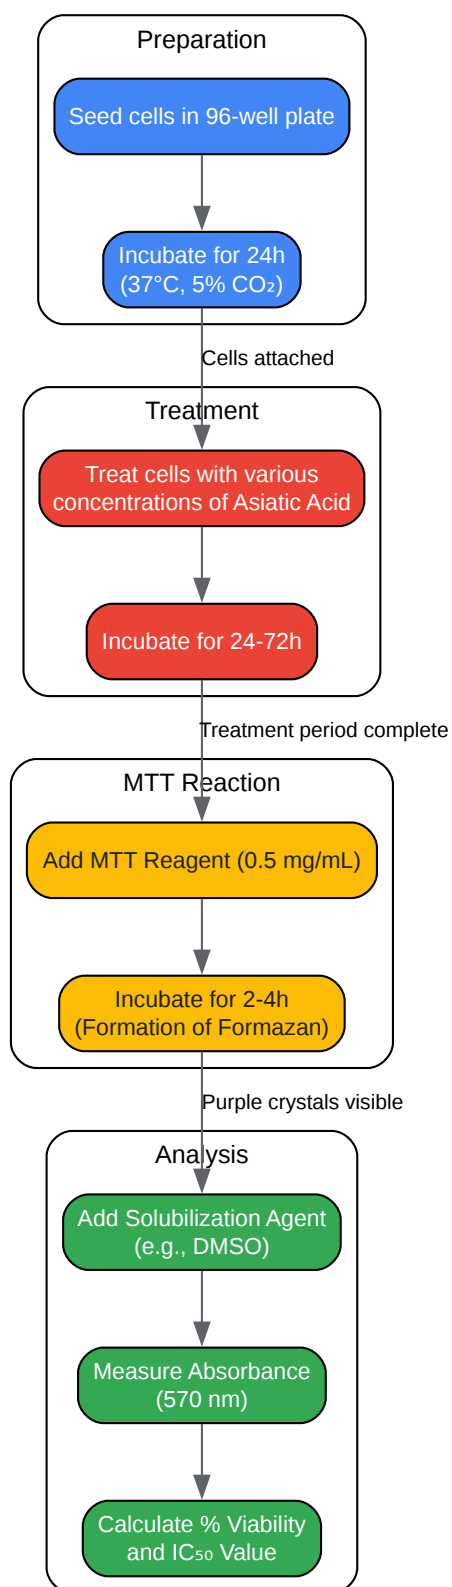 Preparation
Seed cells in 96-well plate
Incubate for 24h
(37°C, 5% CO₂)
Cells attached
Treatment
Treat cells with various
concentrations of Asiatic Acid
Incubate for 24-72h
Treatment period complete
MTT Reaction
Add MTT Reagent (0.5 mg/mL)
Incubate for 2-4h
(Formation of Formazan)
Purple crystals visible
Analysis
Add Solubilization Agent
(e.g., DMSO)
Measure Absorbance
(570 nm)
Calculate % Viability
and IC₅₀ Value